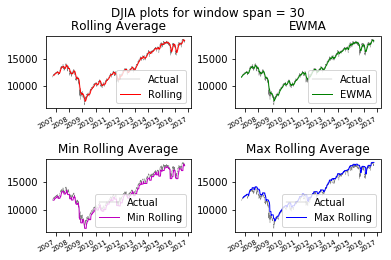 DJIA plots for window span = 30
Rolling Average
15000
10000
Actual
Rolling
2007 2008 2009 2010 2011 2012 2013 2014 2015 2016 2017
EWMA
15000
10000
Actual
EWMA
2007 2008 2009 2010 2011 2012 2013 2014 2015 2016 2017
Min Rolling Average
15000
10000
Actual
Min Rolling
2007 2008 2009 2010 2011 2012 2013 2014 2015 2016 2017
Max Rolling Average
15000
10000
Actual
Max Rolling
2007 2008 2009 2010 2011 2012 2013 2014 2015 2016 2017